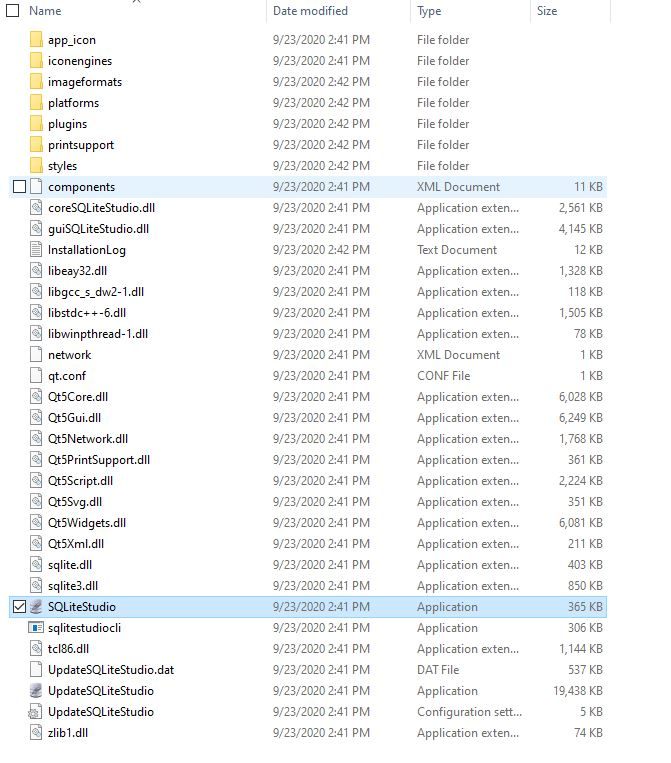 Name Date modified Type Size
app_icon 9/23/2020 2:41 PM File folder
iconengines 9/23/2020 2:41 PM File folder
imageformats 9/23/2020 2:42 PM File folder
platforms 9/23/2020 2:42 PM File folder
plugins 9/23/2020 2:41 PM File folder
printsupport 9/23/2020 2:42 PM File folder
styles 9/23/2020 2:42 PM File folder
components 9/23/2020 2:41 PM XML Document 11 KB
coreSQLiteStudio.dll 9/23/2020 2:41 PM Application exten... 2,561 KB
guiSQLiteStudio.dll 9/23/2020 2:41 PM Application exten... 4,145 KB
InstallationLog 9/23/2020 2:42 PM Text Document 12 KB
libeay32.dll 9/23/2020 2:41 PM Application exten... 1,328 KB
libgcc_s_dw2-1.dll 9/23/2020 2:41 PM Application exten... 118 KB
libstdc++-6.dll 9/23/2020 2:41 PM Application exten... 1,505 KB
libwinpthread-1.dll 9/23/2020 2:41 PM Application exten... 78 KB
network 9/23/2020 2:41 PM XML Document 1 KB
qt.conf 9/23/2020 2:41 PM CONF File 1 KB
Qt5Core.dll 9/23/2020 2:41 PM Application exten... 6,028 KB
Qt5Gui.dll 9/23/2020 2:41 PM Application exten... 6,249 KB
Qt5Network.dll 9/23/2020 2:41 PM Application exten... 1,768 KB
Qt5PrintSupport.dll 9/23/2020 2:41 PM Application exten... 361 KB
Qt5Script.dll 9/23/2020 2:41 PM Application exten... 2,224 KB
Qt5Svg.dll 9/23/2020 2:41 PM Application exten... 351 KB
Qt5Widgets.dll 9/23/2020 2:41 PM Application exten... 6,081 KB
Qt5Xml.dll 9/23/2020 2:41 PM Application exten... 211 KB
sqlite.dll 9/23/2020 2:41 PM Application exten... 403 KB
sqlite3.dll 9/23/2020 2:41 PM Application exten... 850 KB
SQLiteStudio 9/23/2020 2:41 PM Application 365 KB
sqlitestudiocli 9/23/2020 2:41 PM Application 306 KB
tcl86.dll 9/23/2020 2:41 PM Application exten... 1,144 KB
UpdateSQLiteStudio.dat 9/23/2020 2:41 PM DAT File 537 KB
UpdateSQLiteStudio 9/23/2020 2:41 PM Application 19,438 KB
UpdateSQLiteStudio 9/23/2020 2:41 PM Configuration sett... 5 KB
zlib1.dll 9/23/2020 2:41 PM Application exten... 74 KB